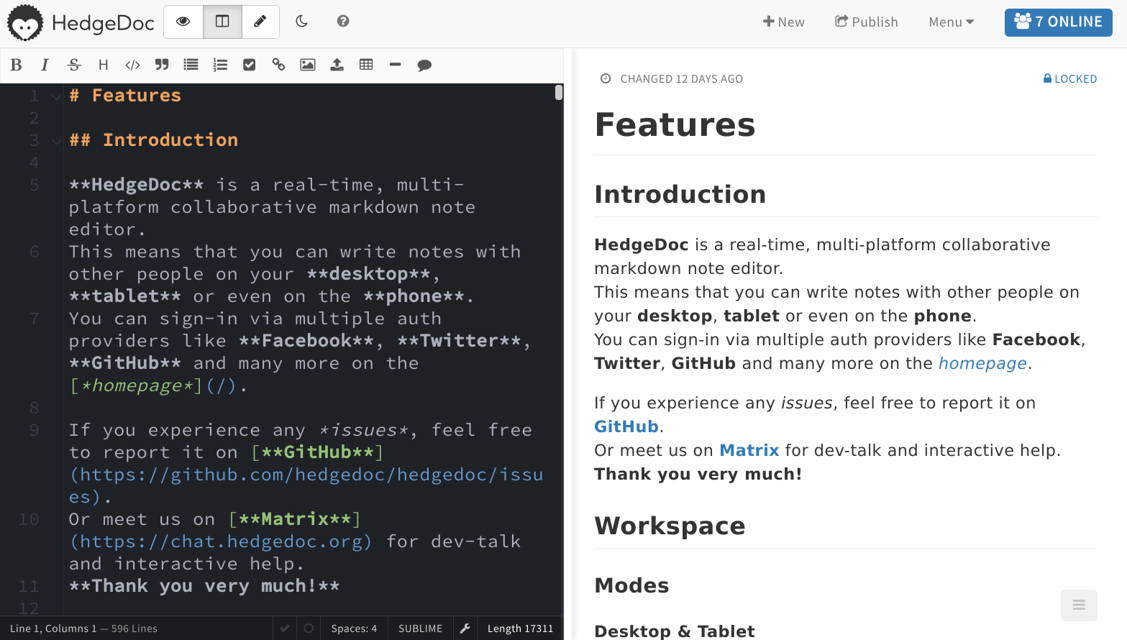 HedgeDoc
New
Publish
Menu
7 ONLINE
B I S H </>
1 # Features
2
3 ## Introduction
4
5 **HedgeDoc** is a real-time, multi-
platform collaborative markdown note
editor.
6 This means that you can write notes with
other people on your **desktop**,
**tablet** or even on the **phone**.
7 You can sign-in via multiple auth
providers like **Facebook**, **Twitter**,
**GitHub** and many more on the
[*homepage*](/).
8
9 If you experience any *issues*, feel free
to report it on [**GitHub**]
(https://github.com/hedgedoc/hedgedoc/issu
es).
10 Or meet us on [**Matrix**]
(https://chat.hedgedoc.org) for dev-talk
and interactive help.
11 **Thank you very much!**
12
Line 1, Columns 1 — 596 Lines
Spaces: 4
SUBLIME
Length 17311
CHANGED 12 DAYS AGO
LOCKED
Features
Introduction
HedgeDoc is a real-time, multi-platform collaborative
markdown note editor.
This means that you can write notes with other people on
your desktop, tablet or even on the phone.
You can sign-in via multiple auth providers like Facebook,
Twitter, GitHub and many more on the homepage.
If you experience any issues, feel free to report it on
GitHub.
Or meet us on Matrix for dev-talk and interactive help.
Thank you very much!
Workspace
Modes
Desktop & Tablet